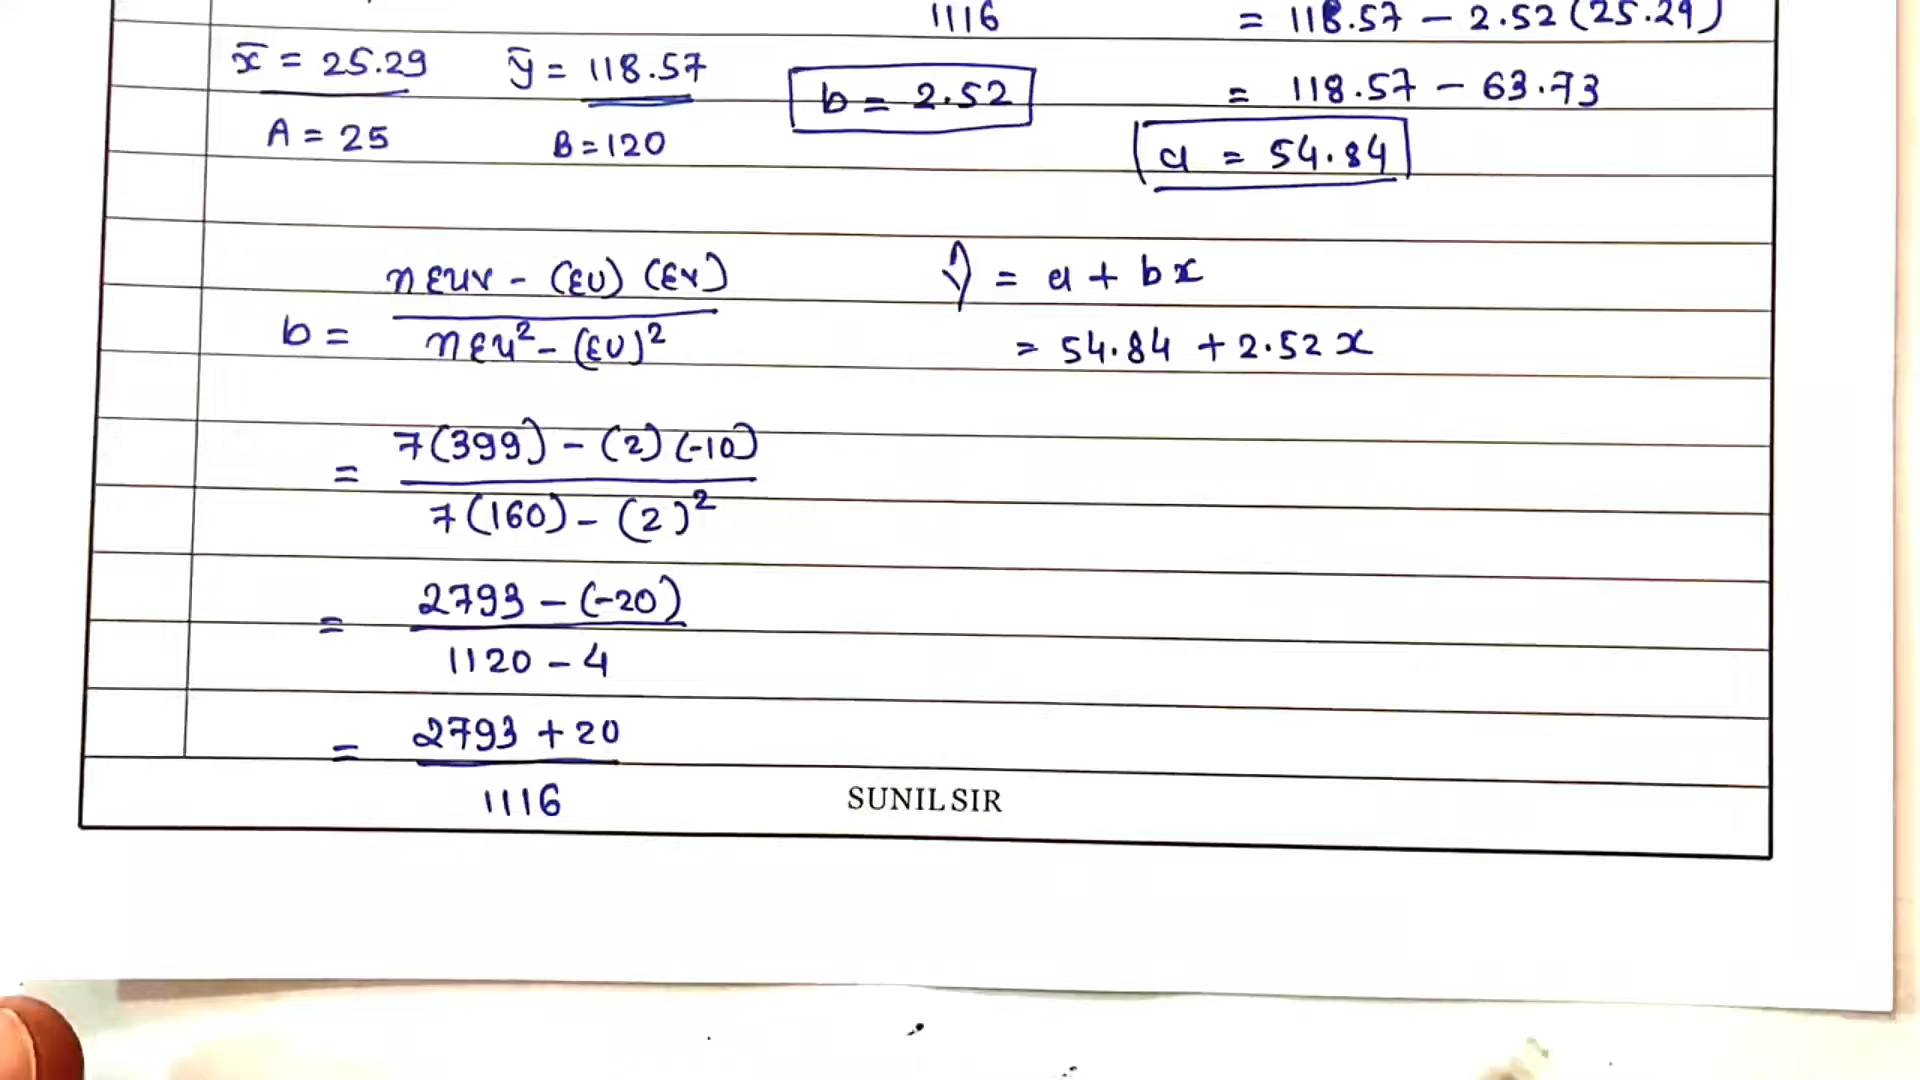 1116
= 118.57 - 2.52 (25.29)
x̄ = 25.29 ȳ = 118.57
b = 2.52
= 118.57 - 63.73
A = 25 B = 120
a = 54.84
b = nΣuv - (Σu) (Σv) / nΣu² - (Σu)²
ŷ = a + bx
= 54.84 + 2.52 x
= 7(399) - (2) (-10) / 7(160) - (2)²
= 2793 - (-20) / 1120 - 4
= 2793 + 20 / 1116
SUNIL SIR